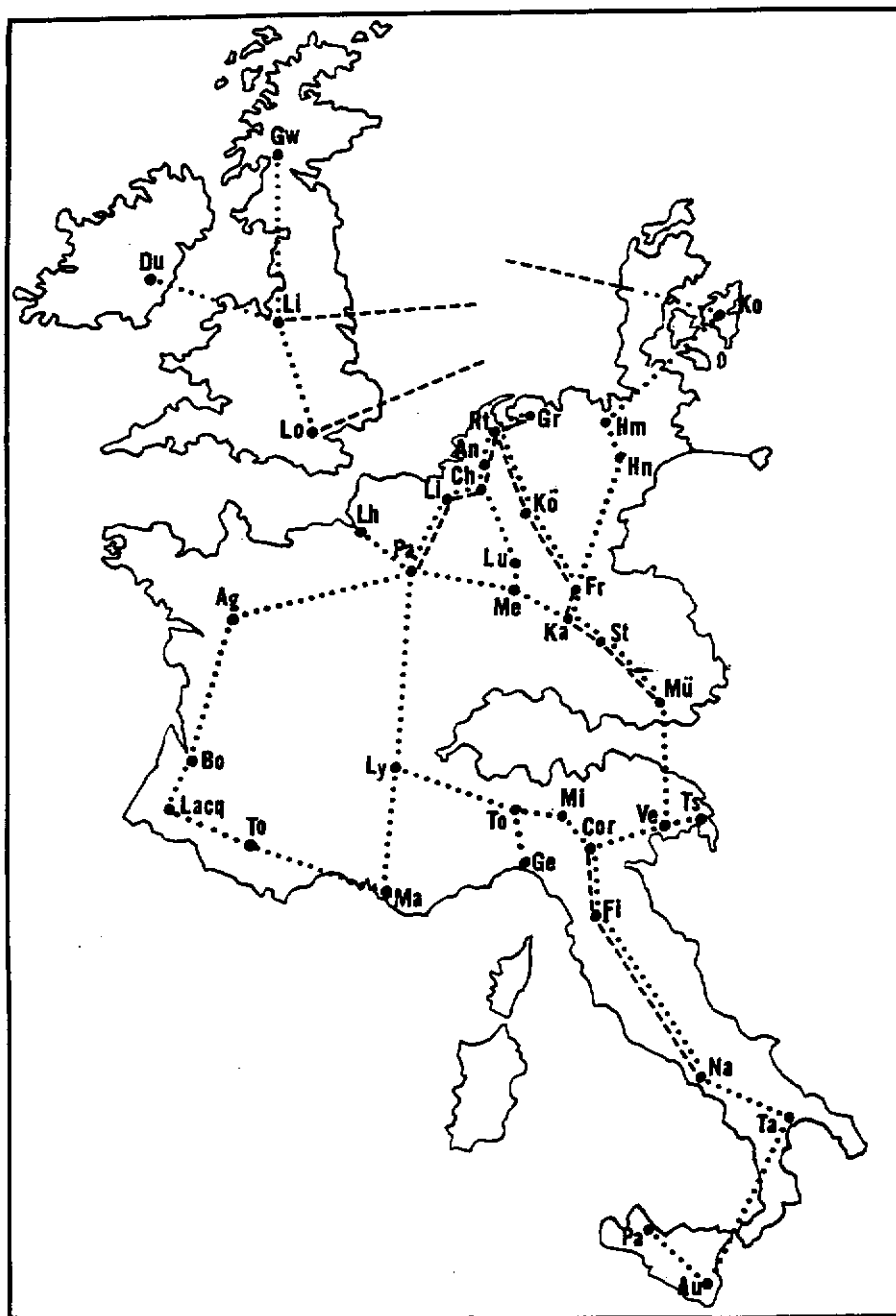 Gw
Du
Li
Ko
Lo
Rt
Gr
Hm
An
Hn
Ch
Li
Kö
Lh
Pa
Lu
Fr
Me
Ag
Ka
St
Mü
Bo
Ly
Lacq
To
To
Mi
Ve
Ts
Cor
Ge
Ma
Fi
Na
Ta
Pa
Au